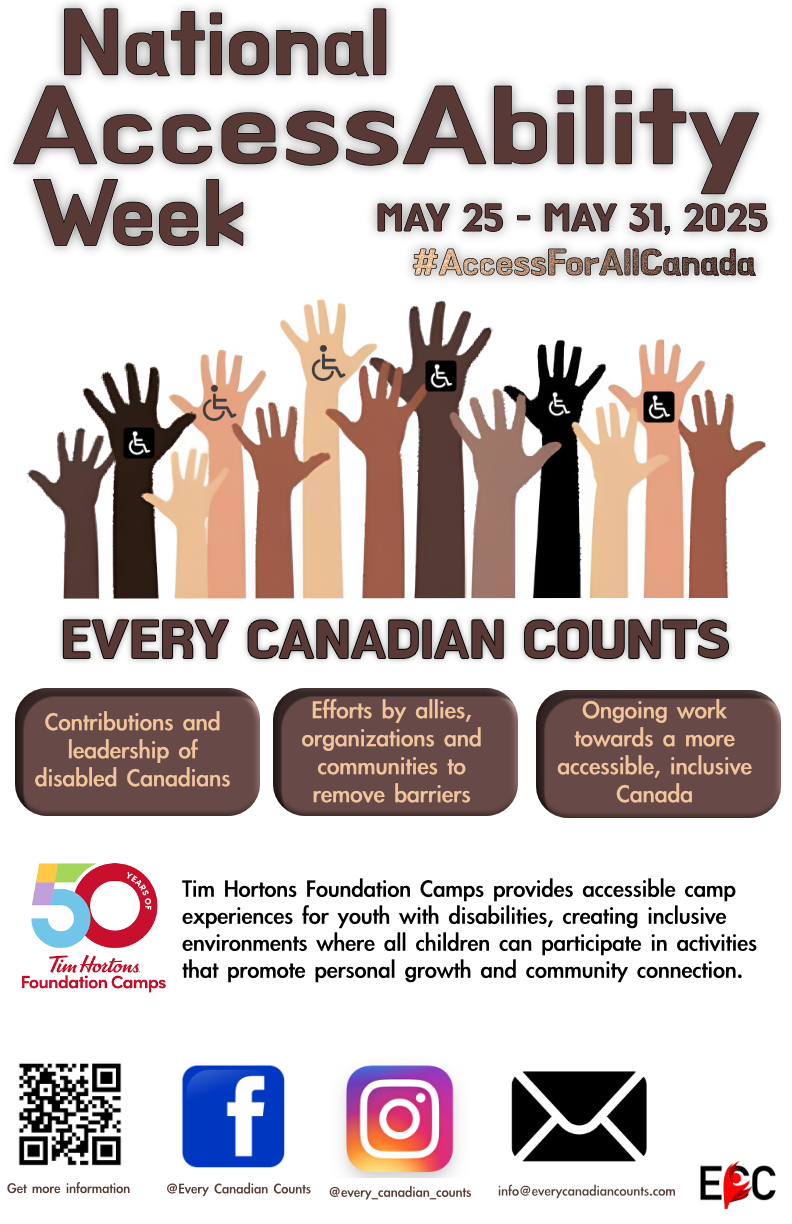 National
AccessAbility
Week
MAY 25 - MAY 31, 2025
#AccessForAllCanada
EVERY CANADIAN COUNTS
Contributions and
leadership of
disabled Canadians
Efforts by allies,
organizations and
communities to
remove barriers
Ongoing work
towards a more
accessible, inclusive
Canada
50
YEARS OF
Tim Hortons
Foundation Camps
Tim Hortons Foundation Camps provides accessible camp
experiences for youth with disabilities, creating inclusive
environments where all children can participate in activities
that promote personal growth and community connection.
Get more information
@Every Canadian Counts
@every_canadian_counts
info@everycanadiancounts.com
ECC